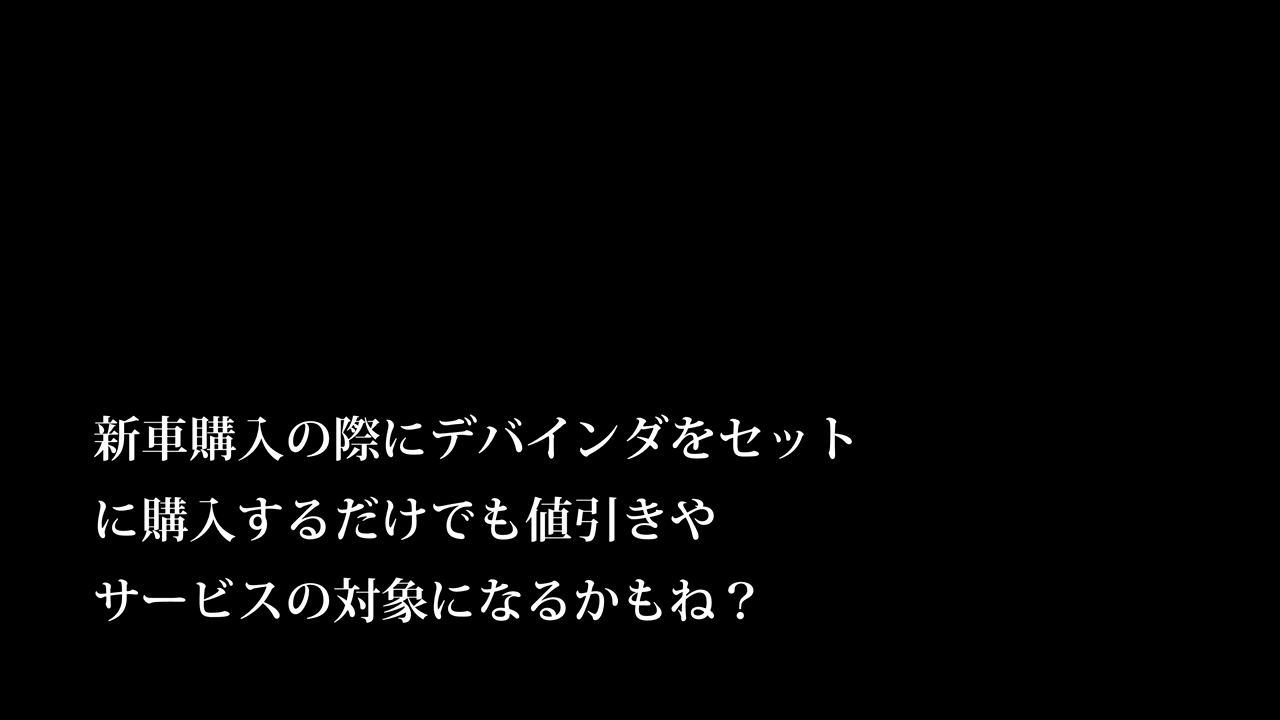 新車購入の際にデバインダをセット
に購入するだけでも値引きや
サービスの対象になるかもね？